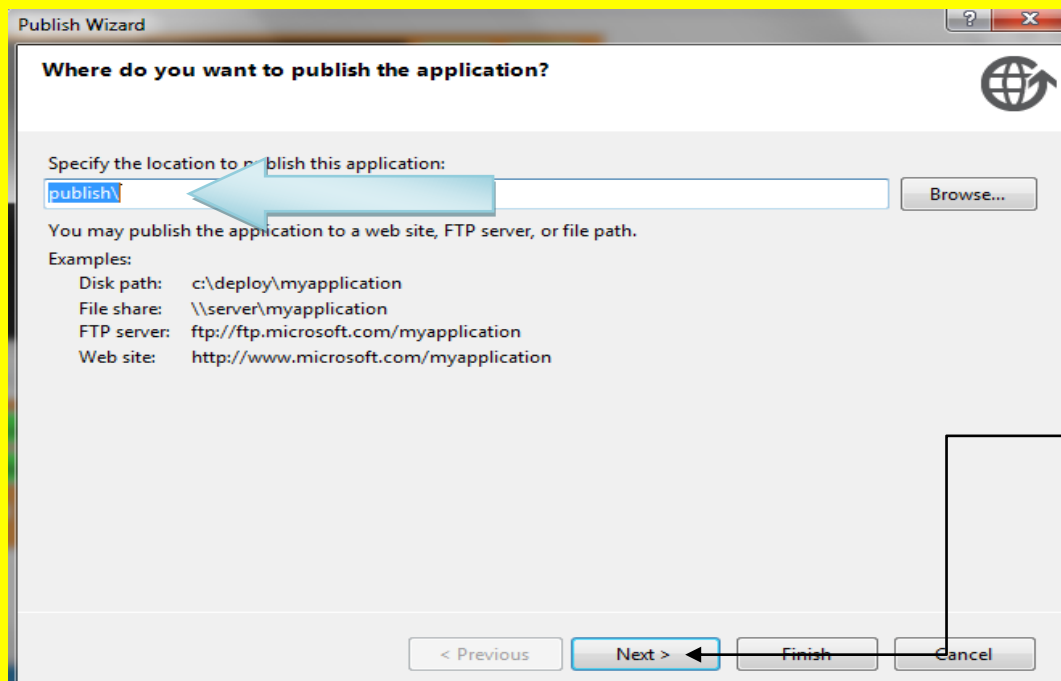 Publish Wizard
?
Where do you want to publish the application?
Specify the location to publish this application:
publish\
Browse...
You may publish the application to a web site, FTP server, or file path.
Examples:
Disk path: c:\deploy\myapplication
File share: \\server\myapplication
FTP server: ftp://ftp.microsoft.com/myapplication
Web site: http://www.microsoft.com/myapplication
< Previous
Next >
Finish
Cancel